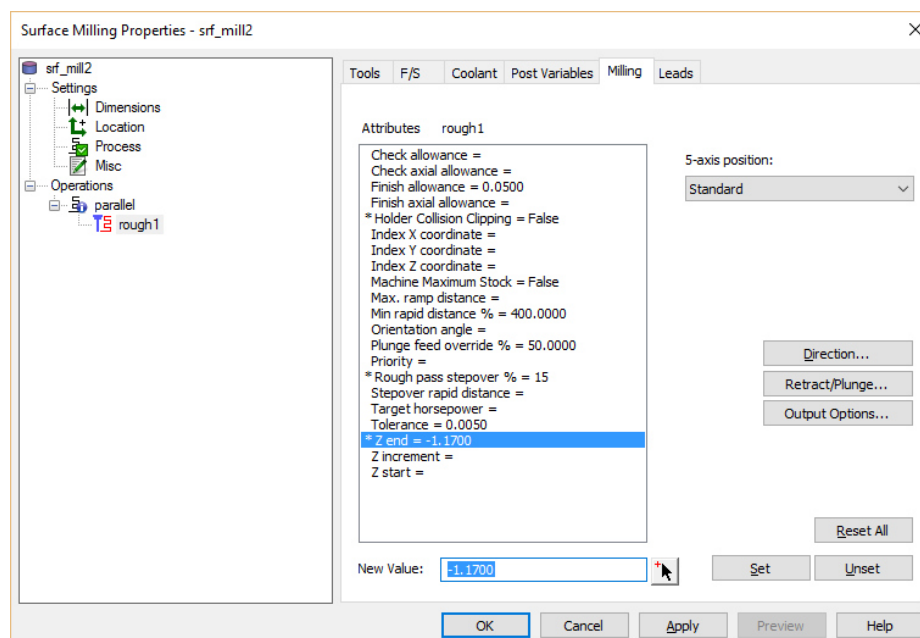 Surface Milling Properties - srf_mill2
srf_mill2
Settings
Dimensions
Location
Process
Misc
Operations
parallel
rough1
Tools F/S Coolant Post Variables Milling Leads
Attributes rough1
Check allowance =
Check axial allowance =
Finish allowance = 0.0500
Finish axial allowance =
* Holder Collision Clipping = False
Index X coordinate =
Index Y coordinate =
Index Z coordinate =
Machine Maximum Stock = False
Max. ramp distance =
Min rapid distance % = 400.0000
Orientation angle =
Plunge feed override % = 50.0000
Priority =
* Rough pass stepover % = 15
Stepover rapid distance =
Target horsepower =
Tolerance = 0.0050
* Z end = -1.1700
Z increment =
Z start =
5-axis position:
Standard
Direction...
Retract/Plunge...
Output Options...
Reset All
New Value: -1.1700 Set Unset
OK Cancel Apply Preview Help